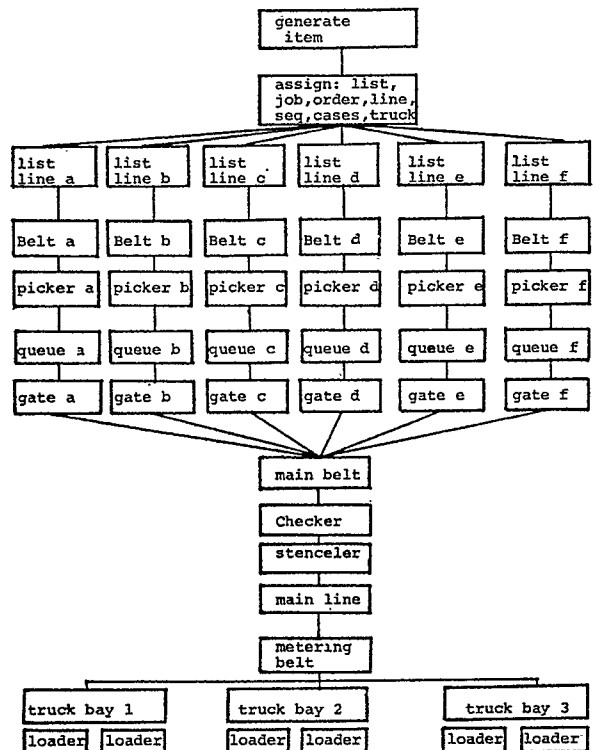 generate
item
assign: list,
job,order,line,
seq,cases,truck
list
line a
list
line b
list
line c
list
line d
list
line e
list
line f
Belt a
Belt b
Belt c
Belt d
Belt e
Belt f
picker a
picker b
picker c
picker d
picker e
picker f
queue a
queue b
queue c
queue d
queue e
queue f
gate a
gate b
gate c
gate d
gate e
gate f
main belt
Checker
stenceler
main line
metering
belt
truck bay 1
truck bay 2
truck bay 3
loader
loader
loader
loader
loader
loader